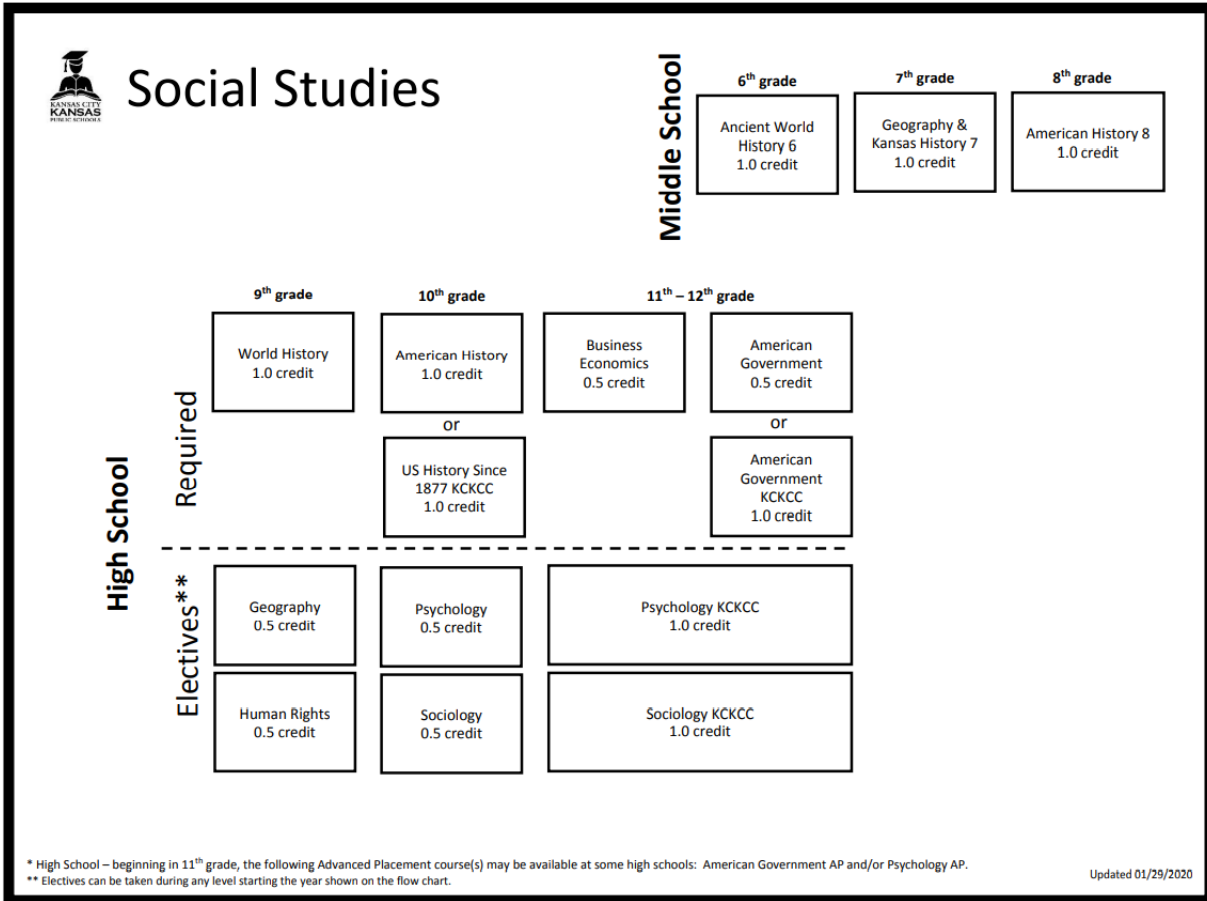 KANSAS CITY
KANSAS
PUBLIC SCHOOLS
Social Studies
Middle School
6th grade
7th grade
8th grade
Ancient World
History 6
1.0 credit
Geography &
Kansas History 7
1.0 credit
American History 8
1.0 credit
High School
Required
9th grade
10th grade
11th – 12th grade
World History
1.0 credit
American History
1.0 credit
or
US History Since
1877 KCKCC
1.0 credit
Business
Economics
0.5 credit
American
Government
0.5 credit
or
American
Government
KCKCC
1.0 credit
Electives**
Geography
0.5 credit
Psychology
0.5 credit
Psychology KCKCC
1.0 credit
Human Rights
0.5 credit
Sociology
0.5 credit
Sociology KCKCC
1.0 credit
* High School – beginning in 11th grade, the following Advanced Placement course(s) may be available at some high schools: American Government AP and/or Psychology AP.
** Electives can be taken during any level starting the year shown on the flow chart.
Updated 01/29/2020